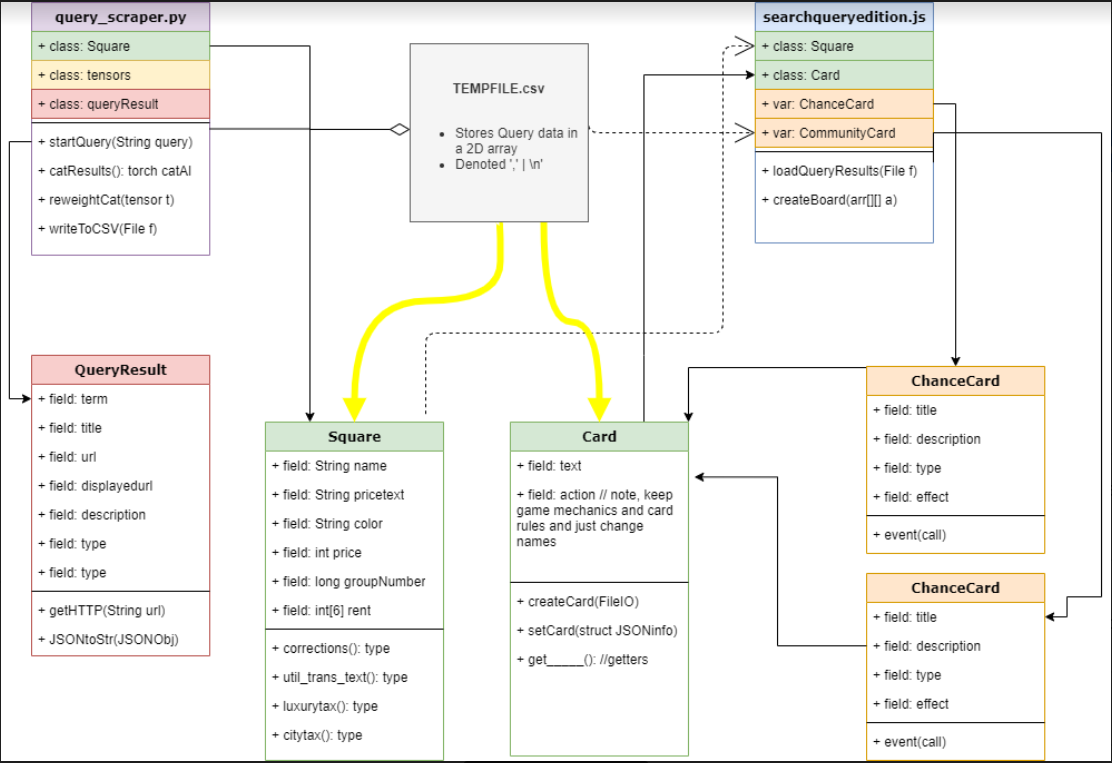 query_scraper.py
+ class: Square
+ class: tensors
+ class: queryResult
+ startQuery(String query)
+ catResults(): torch catAI
+ reweightCat(tensor t)
+ writeToCSV(File f)
TEMPFILE.csv
• Stores Query data in
a 2D array
• Denoted ',' | \n'
searchqueryedition.js
+ class: Square
+ class: Card
+ var: ChanceCard
+ var: CommunityCard
+ loadQueryResults(File f)
+ createBoard(arr[][] a)
QueryResult
+ field: term
+ field: title
+ field: url
+ field: displayedurl
+ field: description
+ field: type
+ field: type
+ getHTTP(String url)
+ JSONtoStr(JSONObj)
Square
+ field: String name
+ field: String pricetext
+ field: String color
+ field: int price
+ field: long groupNumber
+ field: int[6] rent
+ corrections(): type
+ util_trans_text(): type
+ luxurytax(): type
+ citytax(): type
Card
+ field: text
+ field: action // note, keep
game mechanics and card
rules and just change
names
+ createCard(FileIO)
+ setCard(struct JSONinfo)
+ get_____(): //getters
ChanceCard
+ field: title
+ field: description
+ field: type
+ field: effect
+ event(call)
ChanceCard
+ field: title
+ field: description
+ field: type
+ field: effect
+ event(call)